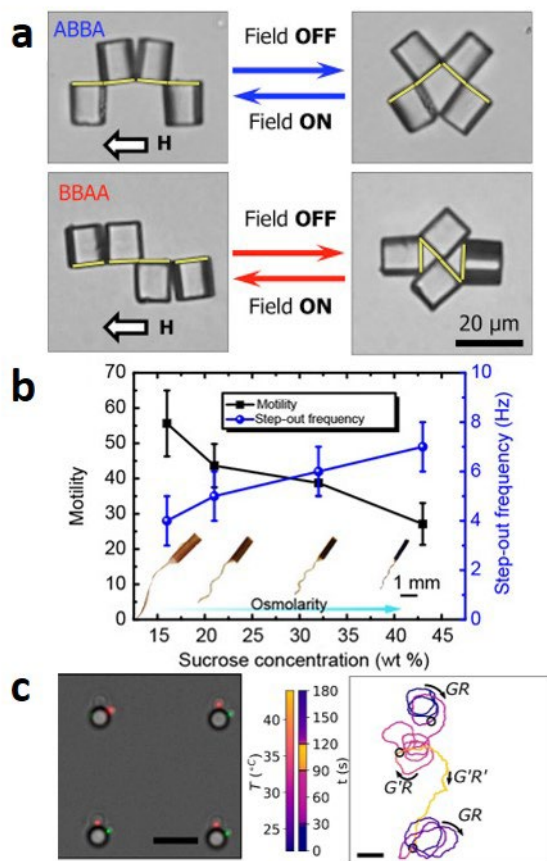 a
ABBA
Field OFF
Field ON
H
BBAA
Field OFF
Field ON
H
20 µm
b
Motility
Step-out frequency
70
60
50
40
30
20
10
0
Motility
10
8
6
4
2
0
Step-out frequency (Hz)
1 mm
Osmolarity
15 20 25 30 35 40 45
Sucrose concentration (wt %)
c
T (°C)
40
35
30
25
180
150
120
90
60
30
0
t (s)
GR
G'R
G'R'
GR